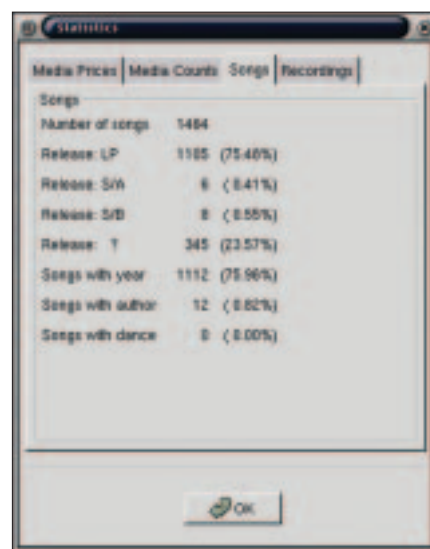 Statistics
Media Prices Media Counts Songs Recordings
Songs
Number of songs 1464
Release: LP 1105 (75.48%)
Release: S/A 6 ( 0.41%)
Release: S/B 8 ( 0.55%)
Release: ? 345 (23.57%)
Songs with year 1112 (75.96%)
Songs with author 12 ( 0.82%)
Songs with dance 0 ( 0.00%)
OK